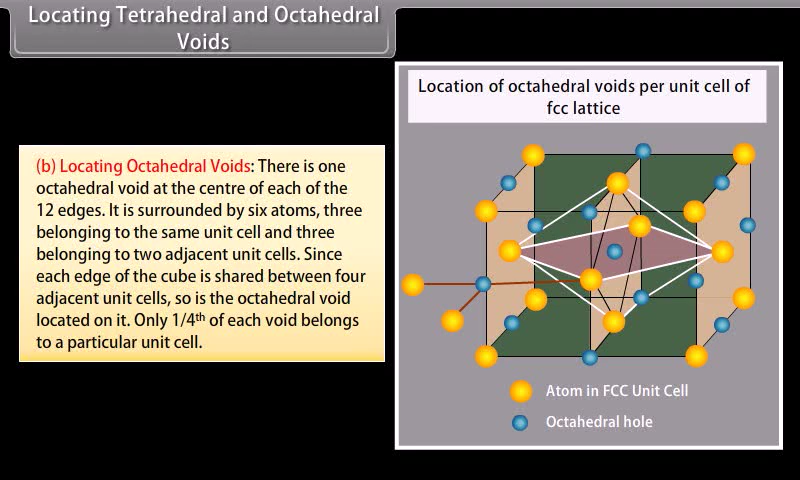 Locating Tetrahedral and Octahedral
Voids
(b) Locating Octahedral Voids: There is one
octahedral void at the centre of each of the
12 edges. It is surrounded by six atoms, three
belonging to the same unit cell and three
belonging to two adjacent unit cells. Since
each edge of the cube is shared between four
adjacent unit cells, so is the octahedral void
located on it. Only 1/4ᵗʰ of each void belongs
to a particular unit cell.
Location of octahedral voids per unit cell of
fcc lattice
Atom in FCC Unit Cell
Octahedral hole